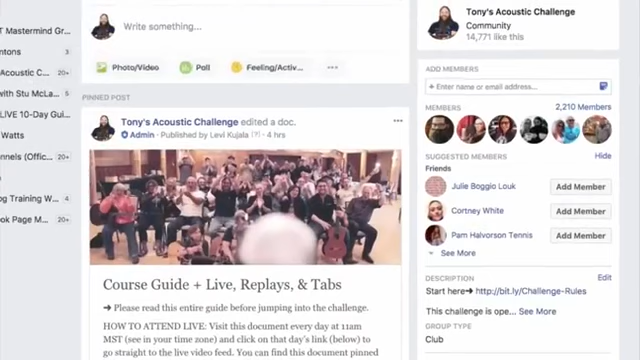 T Mastermind Gr...
ntons 3
Acoustic C... 20+
with Stu McLa...
LIVE 10-Day Gui...
Watts
nnels (Offic... 20+
og Training W... 4
ook Page M... 20+
Write something...
Photo/Video
Poll
Feeling/Activ...
PINNED POST
Tony's Acoustic Challenge edited a doc.
Admin · Published by Levi Kujala [?] · 4 hrs
Course Guide + Live, Replays, & Tabs
➜ Please read this entire guide before jumping into the challenge.
HOW TO ATTEND LIVE: Visit this document every day at 11am
MST (see in your time zone) and click on that day's link (below) to
go straight to the live video feed. You can find this document pinned
Tony's Acoustic Challenge
Community
14,771 like this
ADD MEMBERS
+ Enter name or email address...
MEMBERS 2,210 Members
SUGGESTED MEMBERS Hide
Friends
Julie Boggio Louk Add Member
Cortney White Add Member
Pam Halvorson Tennis Add Member
See More
DESCRIPTION Edit
Start here➜ http://bit.ly/Challenge-Rules
This challenge is ope... See More
GROUP TYPE
Club